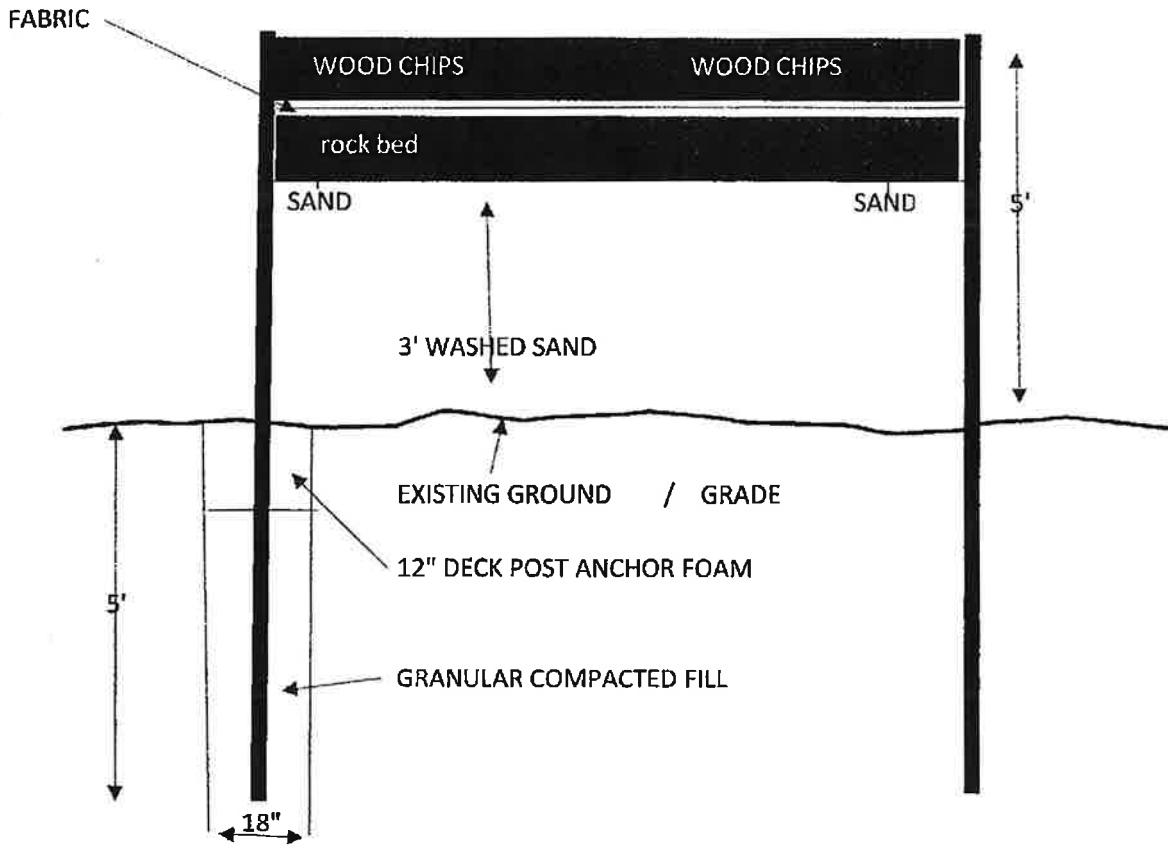 FABRIC
WOOD CHIPS WOOD CHIPS
rock bed
SAND SAND
5'
3' WASHED SAND
EXISTING GROUND / GRADE
12" DECK POST ANCHOR FOAM
5'
GRANULAR COMPACTED FILL
18"